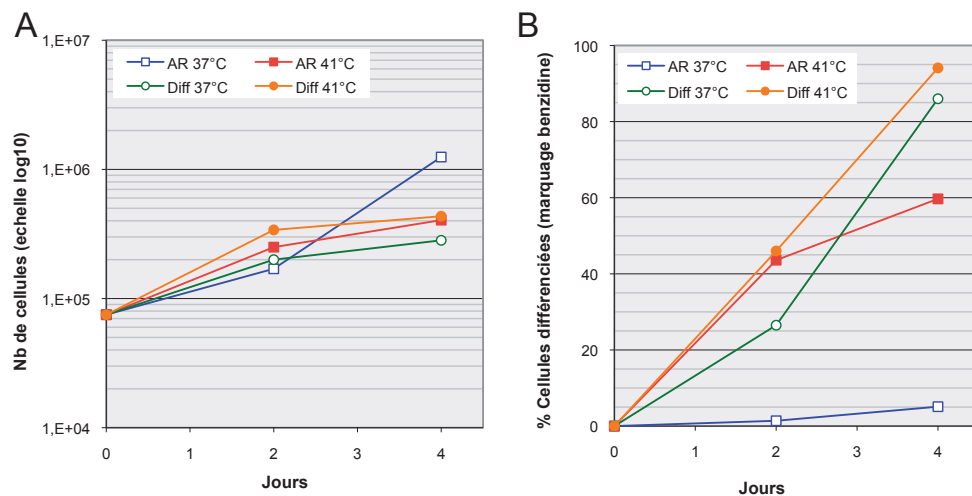 A
Nb de cellules (echelle log10)
1,E+07
1,E+06
1,E+05
1,E+04
AR 37°C
AR 41°C
Diff 37°C
Diff 41°C
0 1 2 3 4
Jours
B
% Cellules différenciées (marquage benzidine)
100
80
60
40
20
0
AR 37°C
AR 41°C
Diff 37°C
Diff 41°C
0 1 2 3 4
Jours